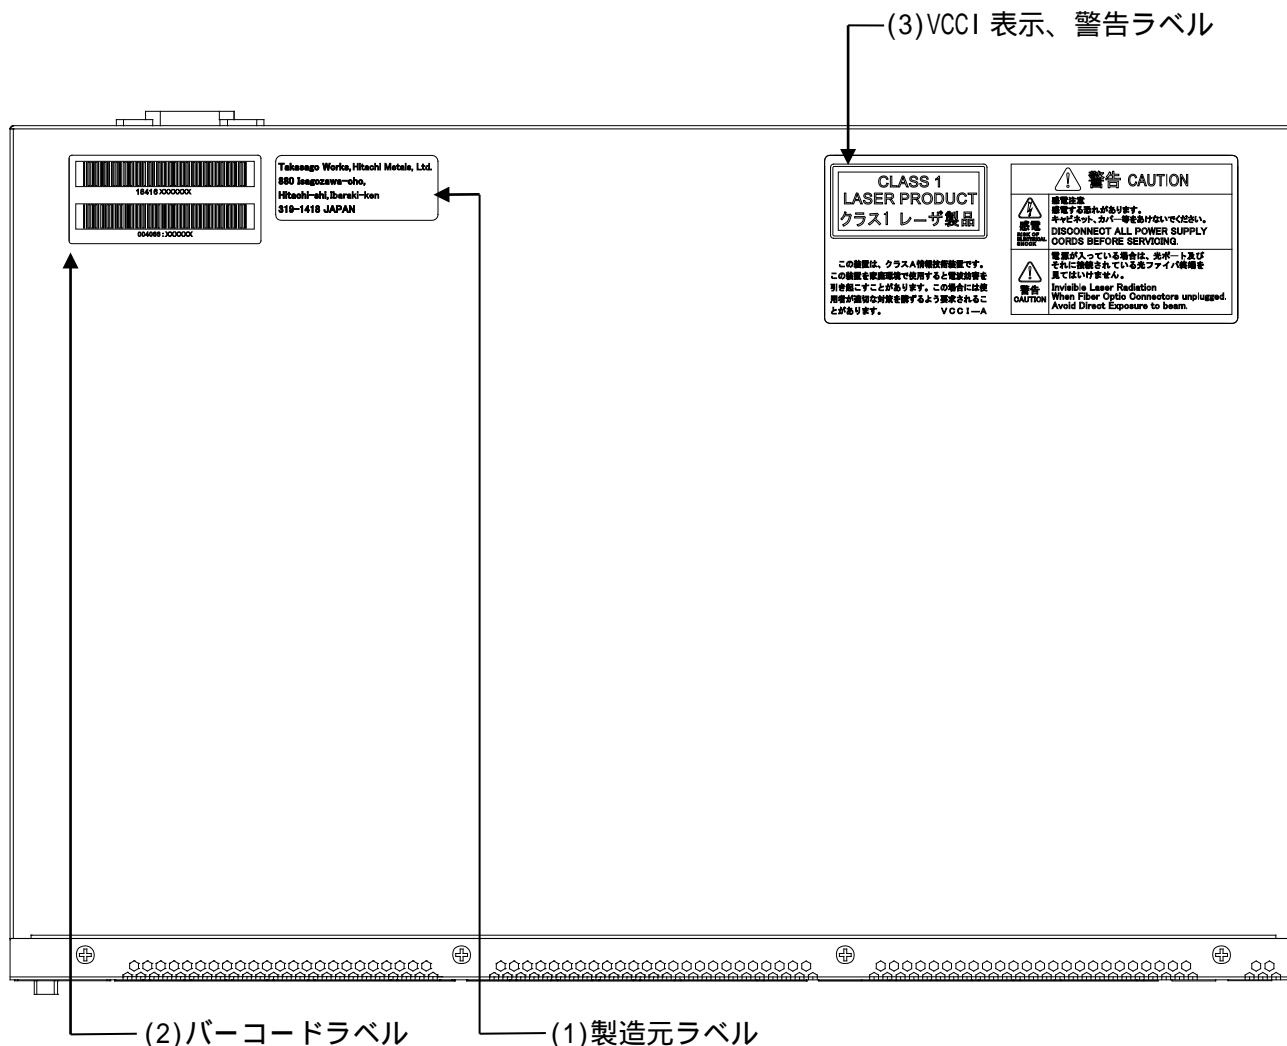 (3)VCCI 表示、警告ラベル
15416XXXXXXX
004066:XXXXXX
Takasago Works,Hitachi Metals, Ltd.
880 Isagozawa-cho,
Hitachi-shi,Ibaraki-ken
319-1418 JAPAN
CLASS 1
LASER PRODUCT
クラス1 レーザ製品
この装置は、クラスA情報技術装置です。
この装置を家庭環境で使用すると電波妨害を
引き起こすことがあります。この場合には使
用者が適切な対策を講ずるよう要求されるこ
とがあります。 VCCI-A
警告 CAUTION
感電
RISK OF
ELECTRICAL
SHOCK
感電注意
感電する恐れがあります。
キャビネット、カバー等をあけないでください。
DISCONNECT ALL POWER SUPPLY
CORDS BEFORE SERVICING.
警告
CAUTION
電源が入っている場合は、光ポート及び
それに接続されている光ファイバ端を
見てはいけません。
Invisible Laser Radiation
When Fiber Optic Connectors unplugged.
Avoid Direct Exposure to beam.
(2)バーコードラベル
(1)製造元ラベル